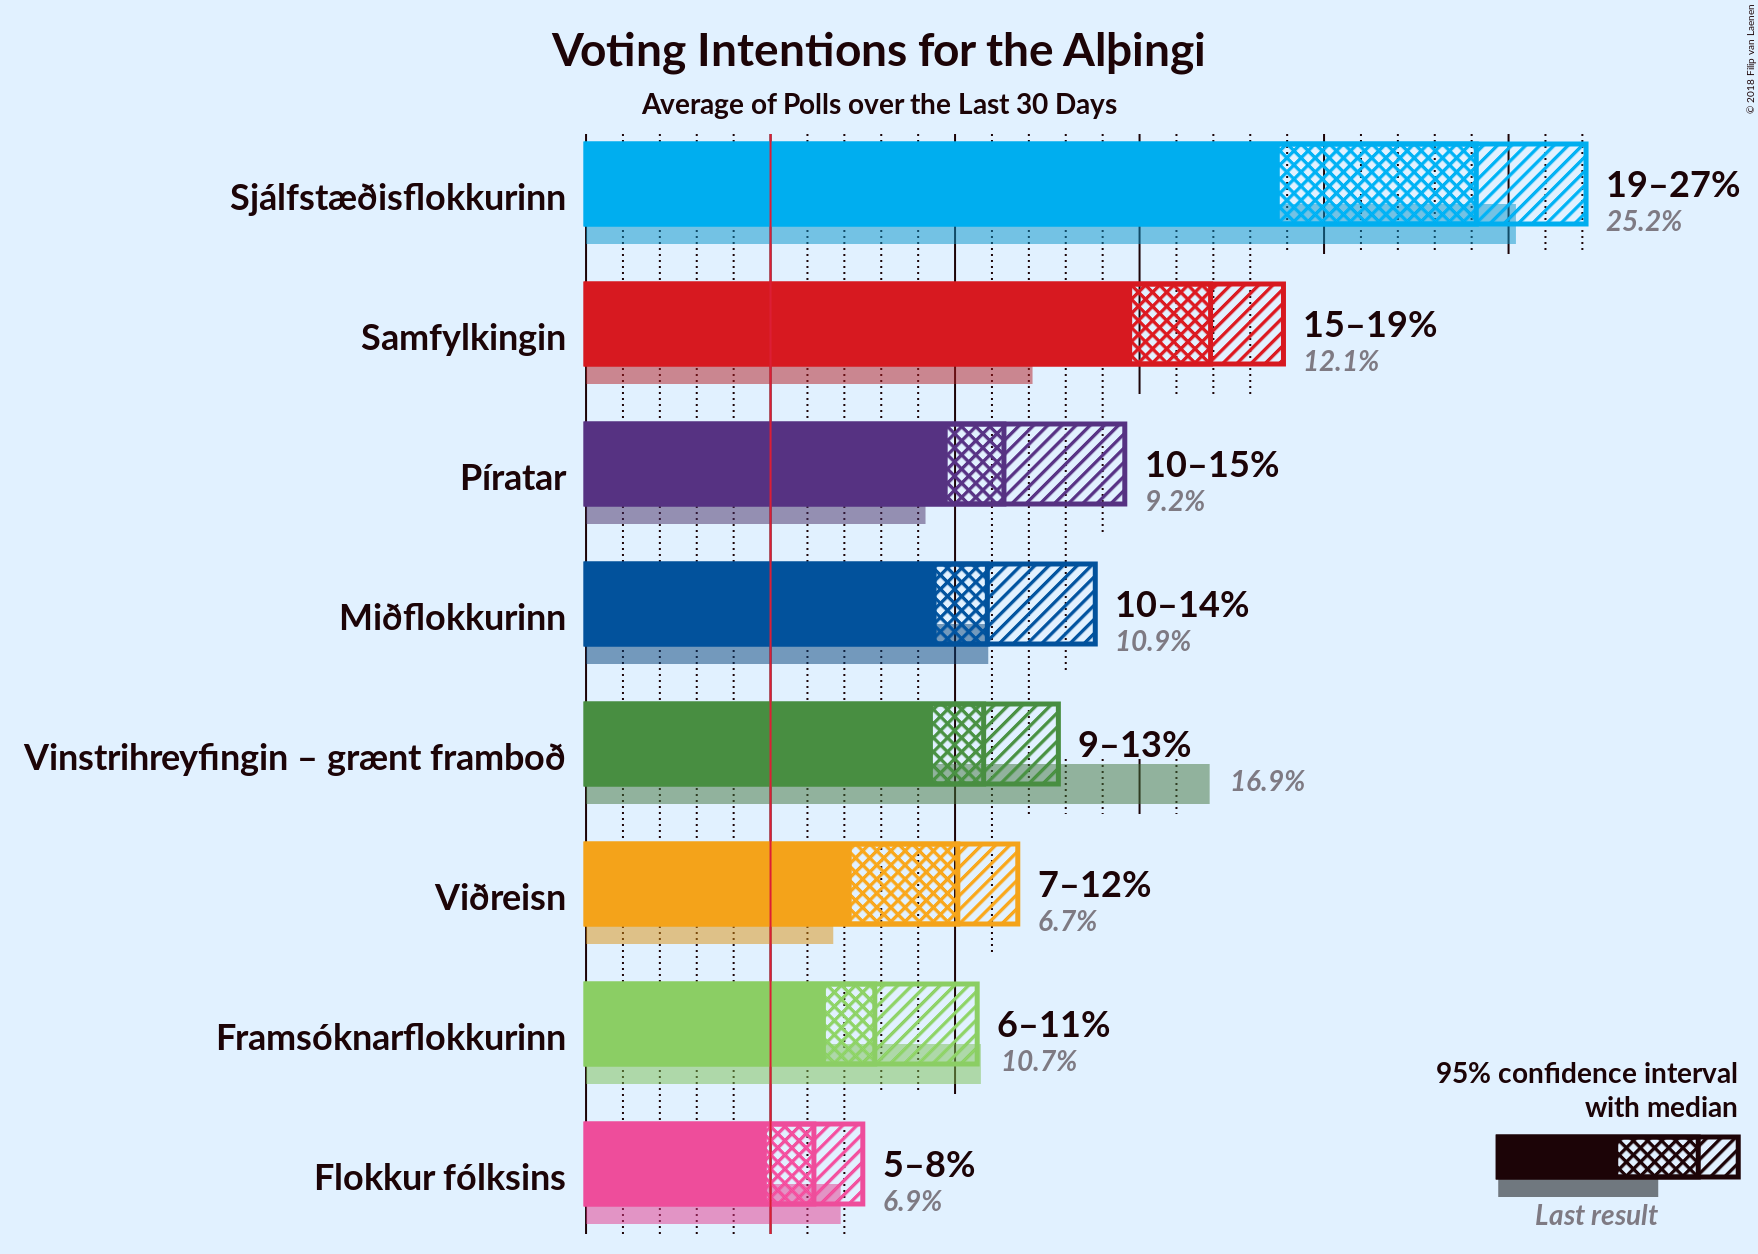 Voting Intentions for the Alþingi
Average of Polls over the Last 30 Days
© 2018 Filip van Laenen
Sjálfstæðisflokkurinn
19–27%
25.2%
Samfylkingin
15–19%
12.1%
Píratar
10–15%
9.2%
Miðflokkurinn
10–14%
10.9%
Vinstrihreyfingin – grænt framboð
9–13%
16.9%
Viðreisn
7–12%
6.7%
Framsóknarflokkurinn
6–11%
10.7%
Flokkur fólksins
5–8%
6.9%
95% confidence interval
with median
Last result